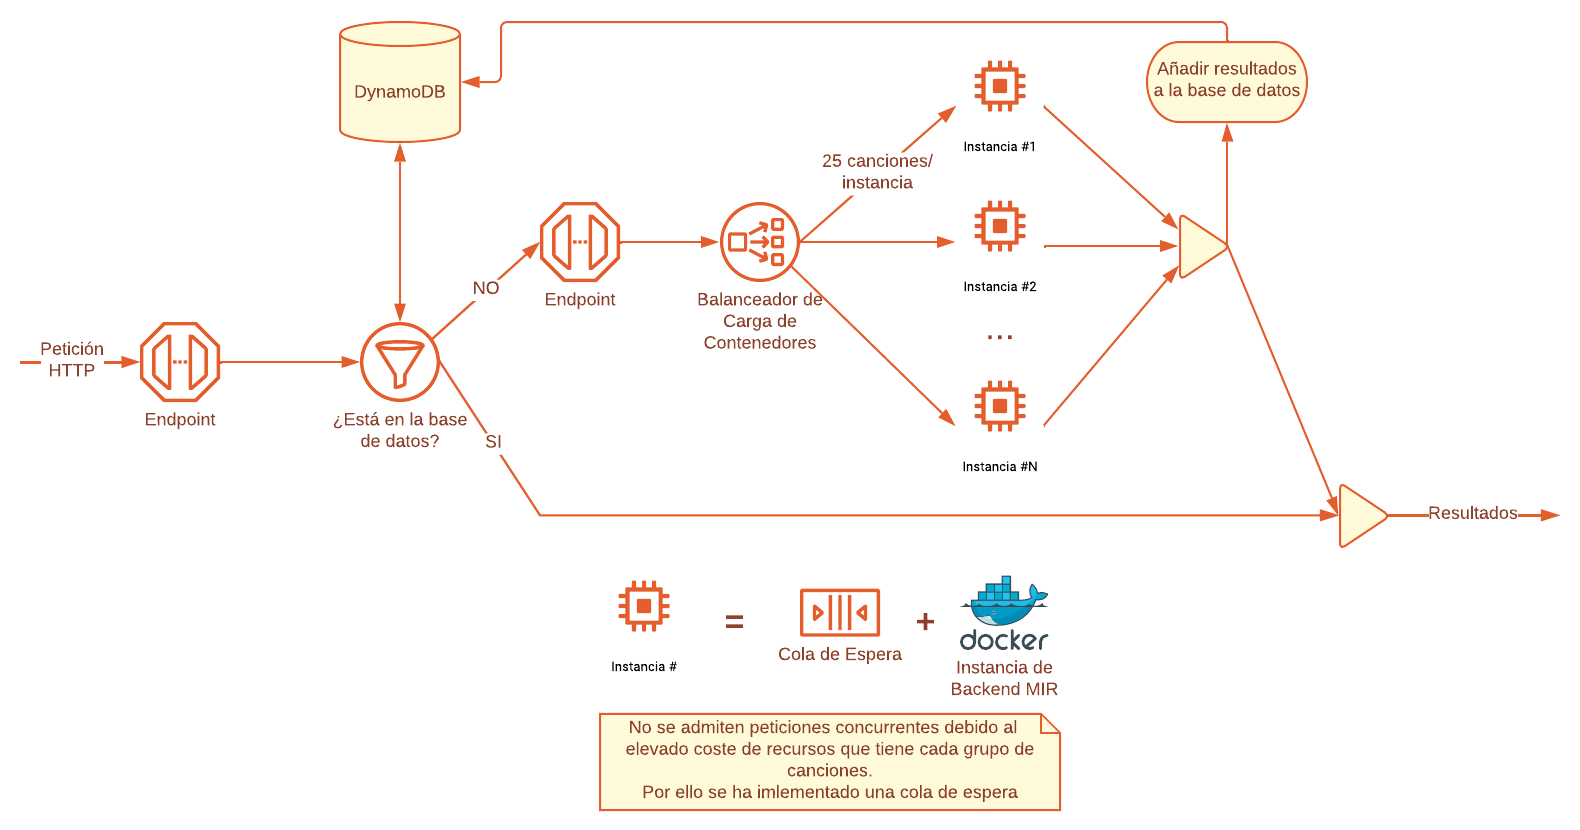 DynamoDB
Añadir resultados
a la base de datos
Instancia #1
25 canciones/
instancia
Instancia #2
NO
Endpoint
Balanceador de
Carga de
Contenedores
...
Petición
HTTP
Endpoint
¿Está en la base
de datos?
SI
Instancia #N
Resultados
Instancia #
=
Cola de Espera
+
docker
Instancia de
Backend MIR
No se admiten peticiones concurrentes debido al
elevado coste de recursos que tiene cada grupo de
canciones.
Por ello se ha imlementado una cola de espera